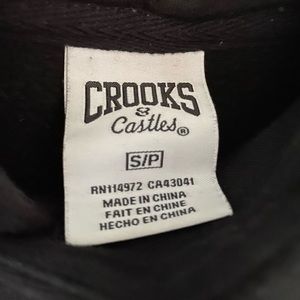 CROOKS
&
Castles®
S/P
RN114972 CA43041
MADE IN CHINA
FAIT EN CHINE
HECHO EN CHINA